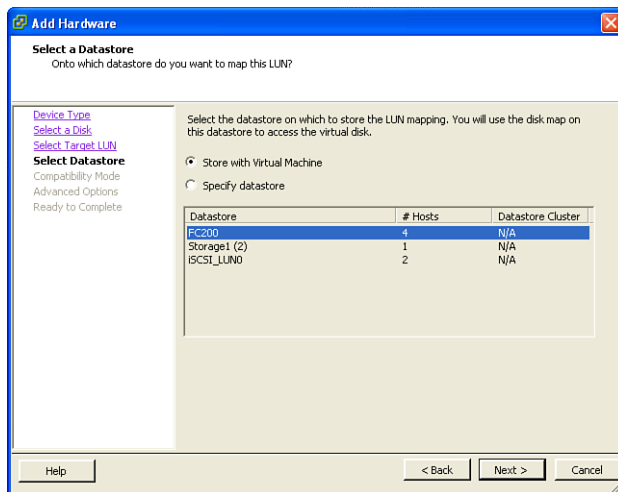 Add Hardware
Select a Datastore
Onto which datastore do you want to map this LUN?
Device Type
Select a Disk
Select Target LUN
Select Datastore
Compatibility Mode
Advanced Options
Ready to Complete
Select the datastore on which to store the LUN mapping. You will use the disk map on
this datastore to access the virtual disk.
Store with Virtual Machine
Specify datastore
Datastore # Hosts Datastore Cluster
FC200 4 N/A
Storage1 (2) 1 N/A
iSCSI_LUN0 2 N/A
Help < Back Next > Cancel